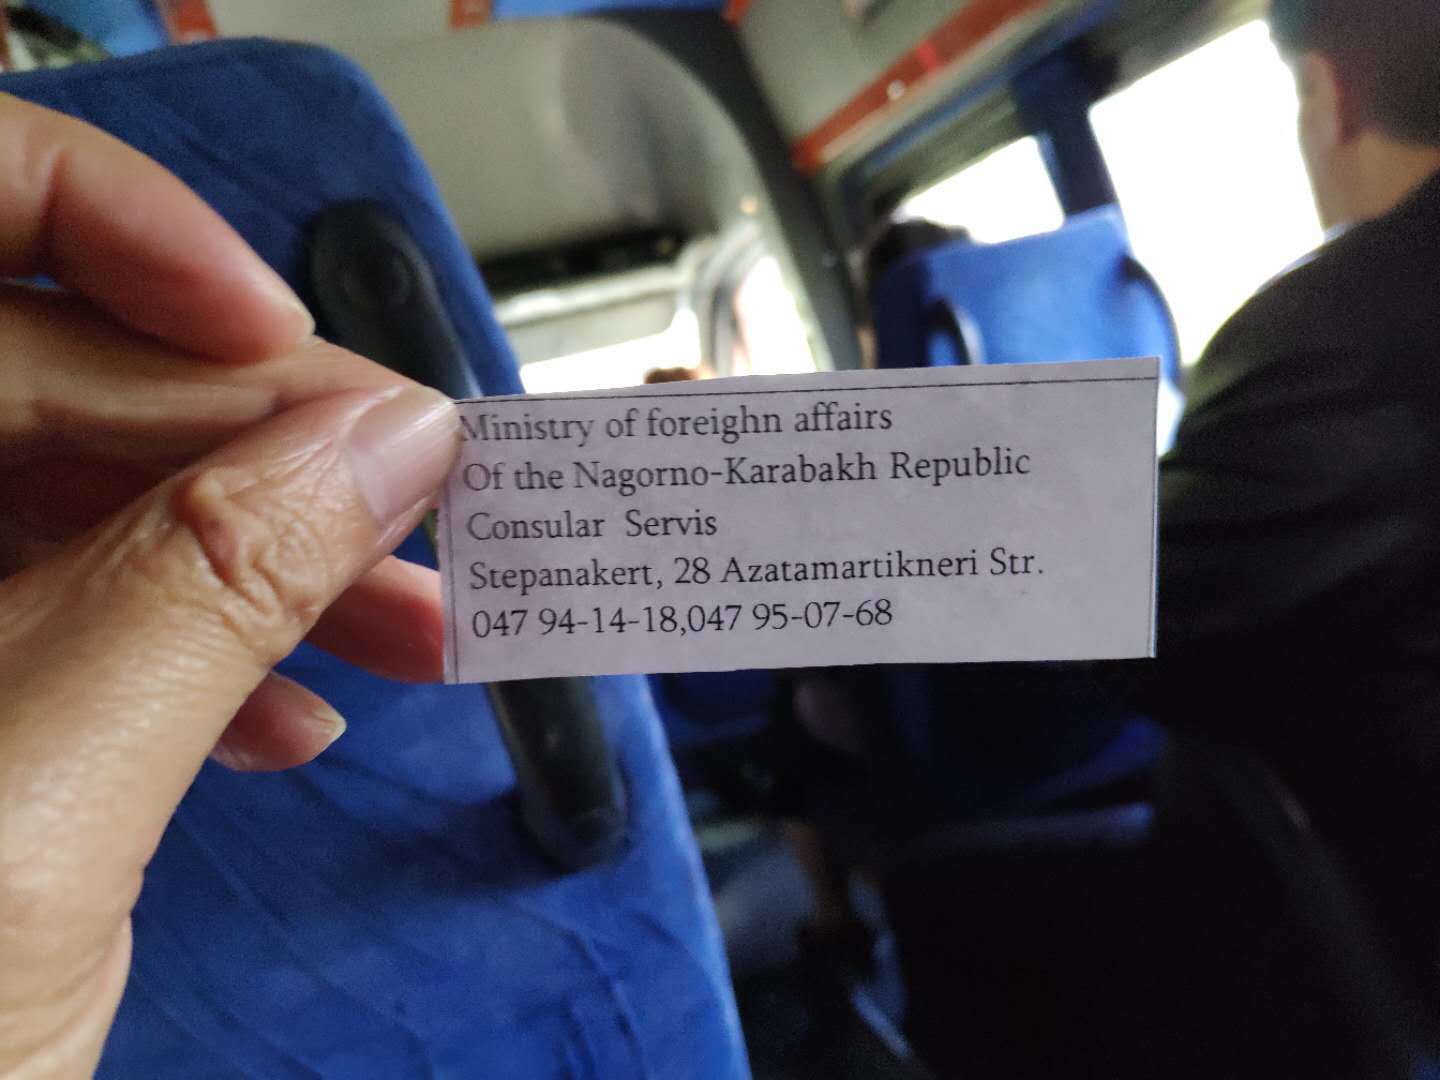 Ministry of foreighn affairs
Of the Nagorno-Karabakh Republic
Consular Servis
Stepanakert, 28 Azatamartikneri Str.
047 94-14-18,047 95-07-68